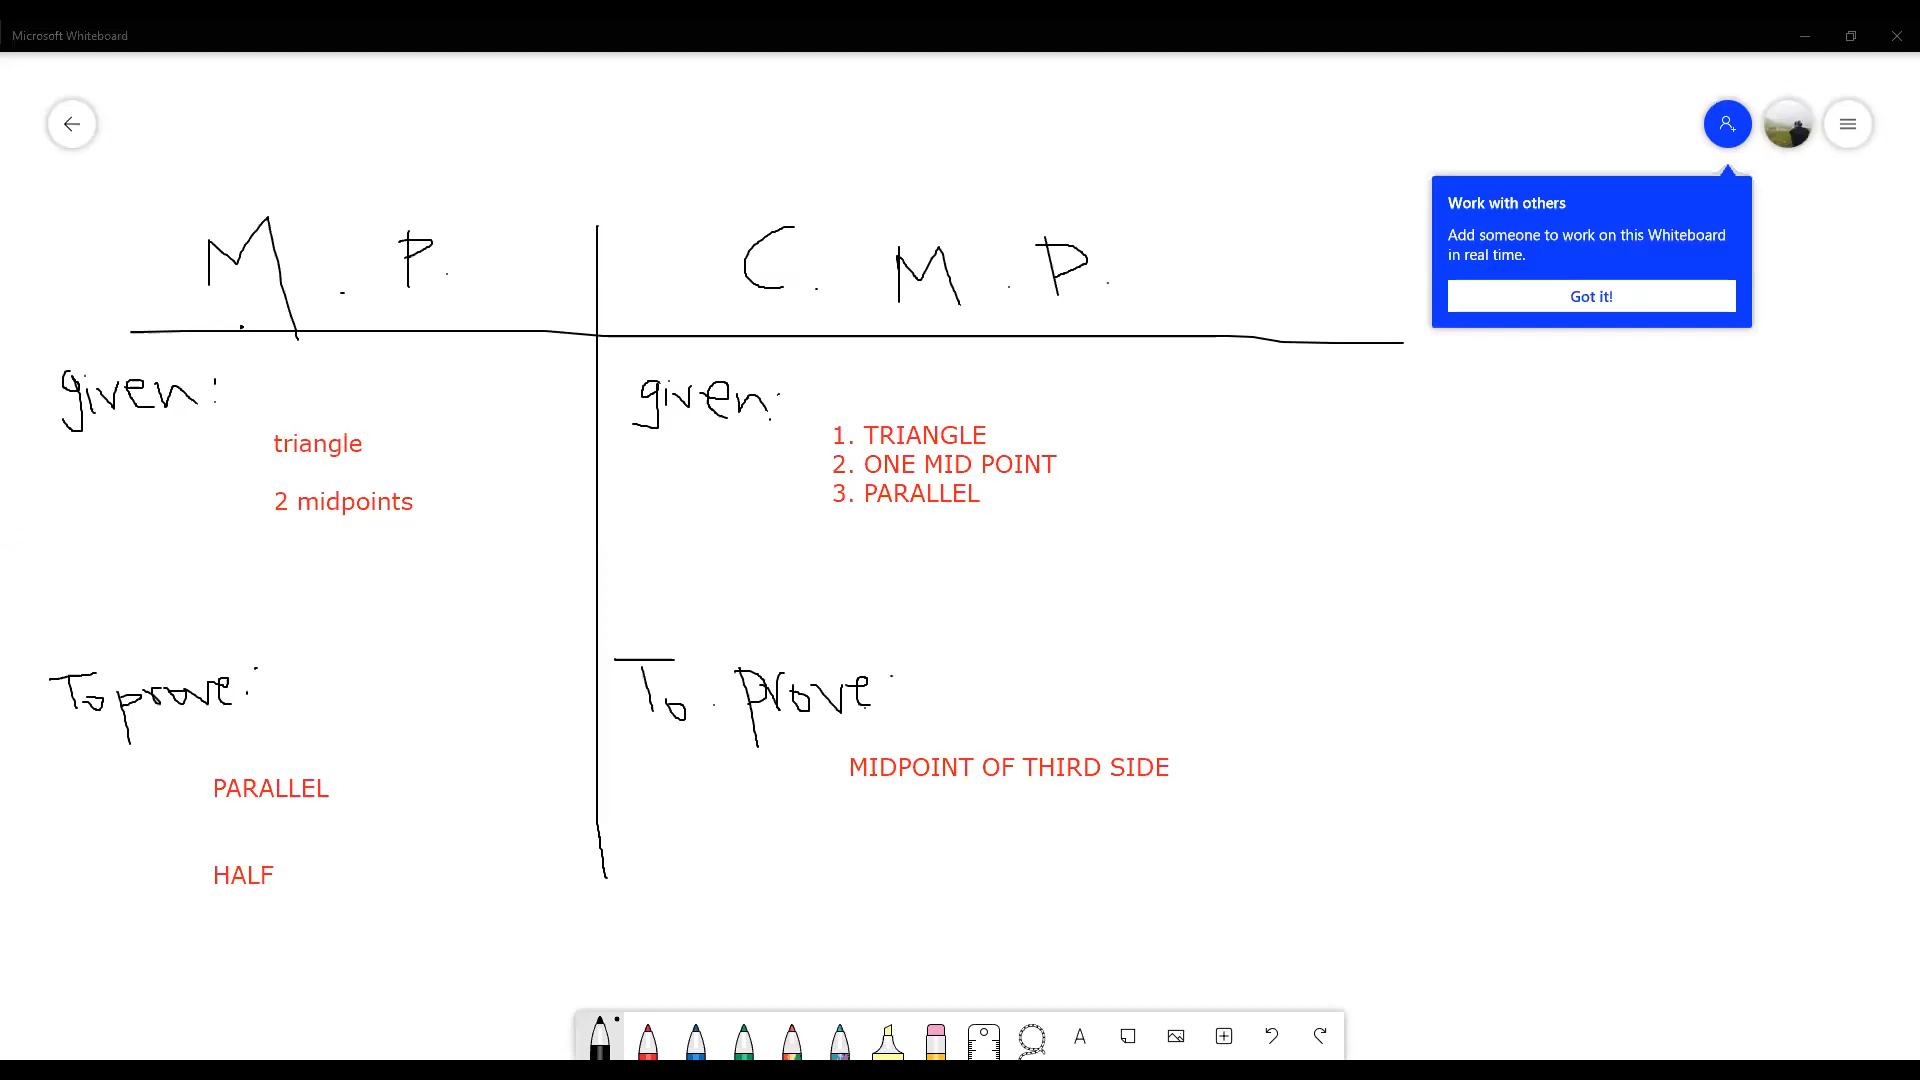 Microsoft Whiteboard
Work with others
Add someone to work on this Whiteboard
in real time.
Got it!
M . P.
C . M . P .
given:
triangle
2 midpoints
given:
1. TRIANGLE
2. ONE MID POINT
3. PARALLEL
To prove:
PARALLEL
HALF
To . prove:
MIDPOINT OF THIRD SIDE
A